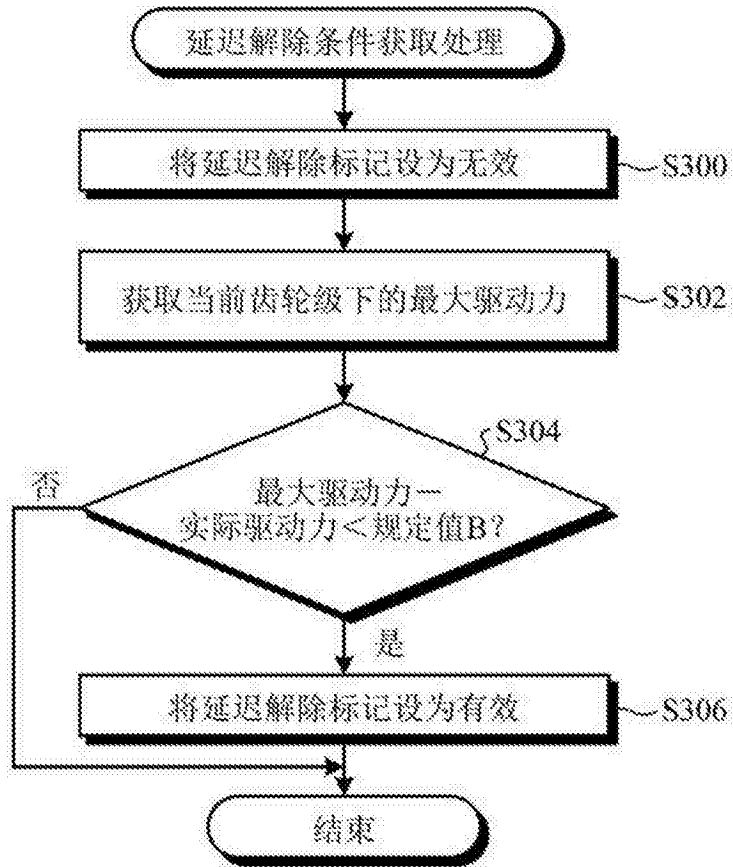 延迟解除条件获取处理
将延迟解除标记设为无效
S300
获取当前齿轮级下的最大驱动力
S302
S304
否
最大驱动力－
实际驱动力＜规定值B?
是
将延迟解除标记设为有效
S306
结束